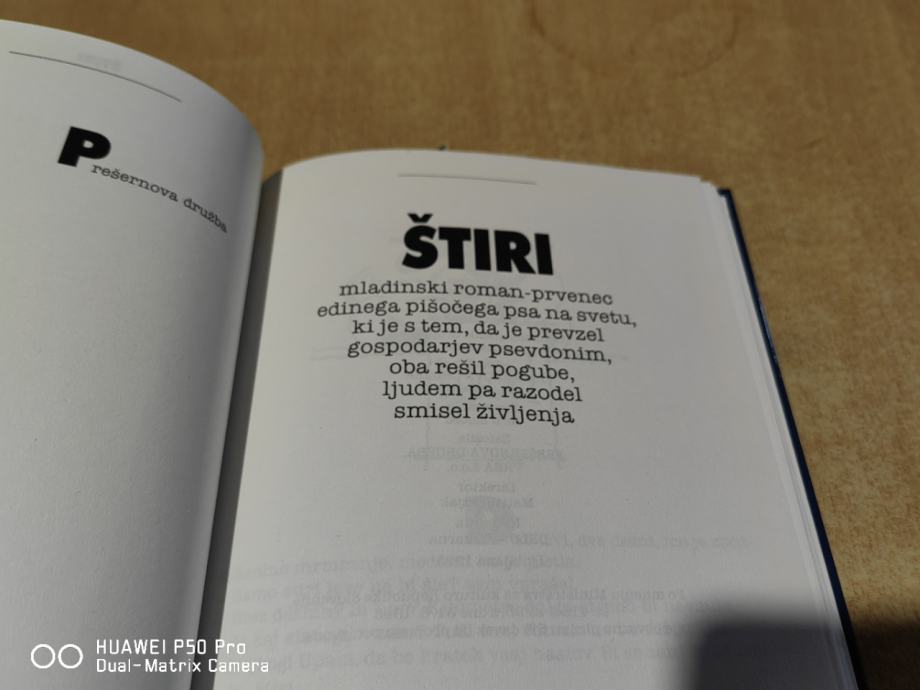 Prešernova družba
ŠTIRI
mladinski roman-prvenec
edinega pišočega psa na svetu,
ki je s tem, da je prevzel
gospodarjev psevdonim,
oba rešil pogube,
ljudem pa razodel
smisel življenja
HUAWEI P50 Pro
Dual-Matrix Camera